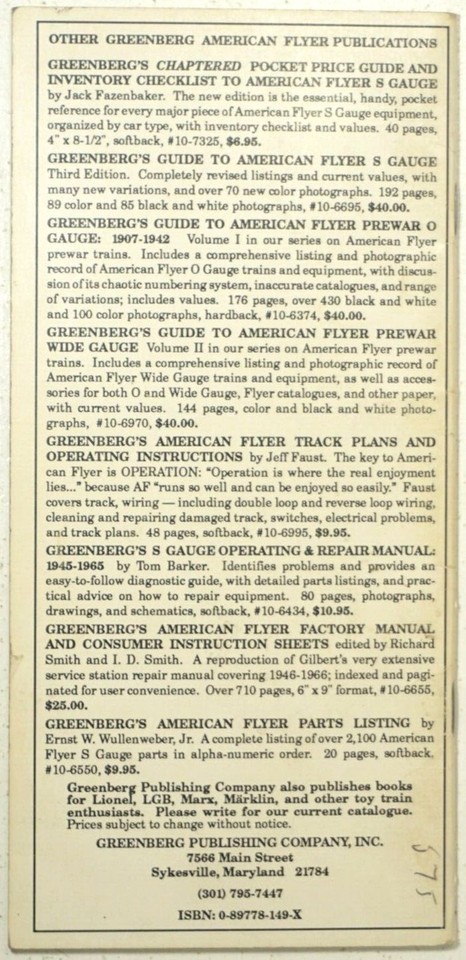 OTHER GREENBERG AMERICAN FLYER PUBLICATIONS
GREENBERG'S CHAPTERED POCKET PRICE GUIDE AND
INVENTORY CHECKLIST TO AMERICAN FLYER S GAUGE
by Jack Fazenbaker. The new edition is the essential, handy, pocket
reference for every major piece of American Flyer S Gauge equipment,
organized by car type, with inventory checklist and values. 40 pages,
4" x 8-1/2", softback, #10-7325, $6.95.
GREENBERG'S GUIDE TO AMERICAN FLYER S GAUGE
Third Edition. Completely revised listings and current values, with
many new variations, and over 70 new color photographs. 192 pages,
89 color and 85 black and white photographs, #10-6695, $40.00.
GREENBERG'S GUIDE TO AMERICAN FLYER PREWAR O
GAUGE: 1907-1942 Volume I in our series on American Flyer
prewar trains. Includes a comprehensive listing and photographic
record of American Flyer O Gauge trains and equipment, with discus-
sion of its chaotic numbering system, inaccurate catalogues, and range
of variations; includes values. 176 pages, over 430 black and white
and 100 color photographs, hardback, #10-6374, $40.00.
GREENBERG'S GUIDE TO AMERICAN FLYER PREWAR
WIDE GAUGE Volume II in our series on American Flyer prewar
trains. Includes a comprehensive listing and photographic record of
American Flyer Wide Gauge trains and equipment, as well as acces-
sories for both O and Wide Gauge, Flyer catalogues, and other paper,
with current values. 144 pages, color and black and white photo-
graphs, #10-6970, $40.00.
GREENBERG'S AMERICAN FLYER TRACK PLANS AND
OPERATING INSTRUCTIONS by Jeff Faust. The key to Ameri-
can Flyer is OPERATION: "Operation is where the real enjoyment
lies..." because AF "runs so well and can be enjoyed so easily." Faust
covers track, wiring — including double loop and reverse loop wiring,
cleaning and repairing damaged track, switches, electrical problems,
and track plans. 48 pages, softback, #10-6995, $9.95.
GREENBERG'S S GAUGE OPERATING & REPAIR MANUAL:
1945-1965 by Tom Barker. Identifies problems and provides an
easy-to-follow diagnostic guide, with detailed parts listings, and prac-
tical advice on how to repair equipment. 80 pages, photographs,
drawings, and schematics, softback, #10-6434, $10.95.
GREENBERG'S AMERICAN FLYER FACTORY MANUAL
AND CONSUMER INSTRUCTION SHEETS edited by Richard
Smith and I. D. Smith. A reproduction of Gilbert's very extensive
service station repair manual covering 1946-1966; indexed and pagi-
nated for user convenience. Over 710 pages, 6" x 9" format, #10-6655,
$25.00.
GREENBERG'S AMERICAN FLYER PARTS LISTING by
Ernst W. Wullenweber, Jr. A complete listing of over 2,100 American
Flyer S Gauge parts in alpha-numeric order. 20 pages, softback,
#10-6550, $9.95.
Greenberg Publishing Company also publishes books
for Lionel, LGB, Marx, Märklin, and other toy train
enthusiasts. Please write for our current catalogue.
Prices subject to change without notice.
GREENBERG PUBLISHING COMPANY, INC.
7566 Main Street
Sykesville, Maryland 21784
(301) 795-7447
ISBN: 0-89778-149-X